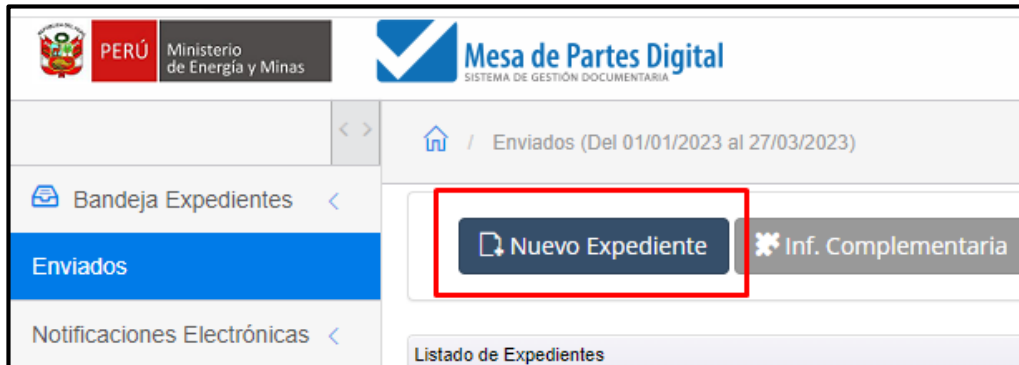 PERÚ
Ministerio
de Energía y Minas
Mesa de Partes Digital
SISTEMA DE GESTIÓN DOCUMENTARIA
/ Enviados (Del 01/01/2023 al 27/03/2023)
Bandeja Expedientes
Enviados
Notificaciones Electrónicas
Nuevo Expediente
Inf. Complementaria
Listado de Expedientes